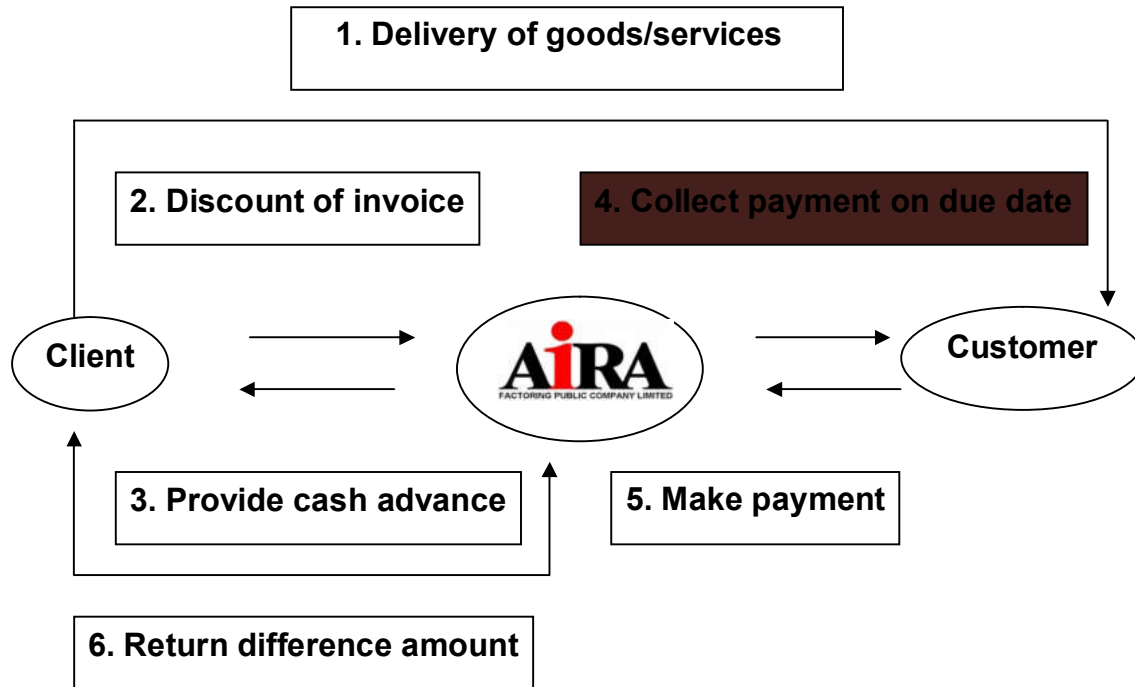 1. Delivery of goods/services
2. Discount of invoice
4. Collect payment on due date
Client
AiRA
FACTORING PUBLIC COMPANY LIMITED
Customer
3. Provide cash advance
5. Make payment
6. Return difference amount